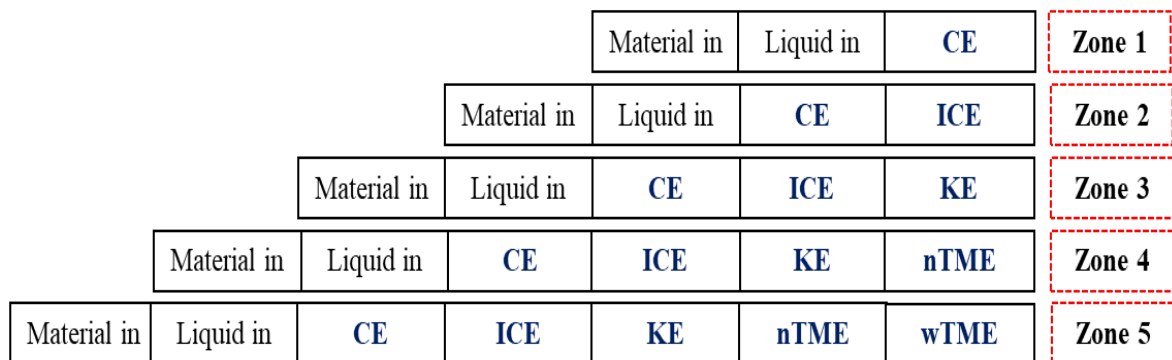 Material in Liquid in CE Zone 1
Material in Liquid in CE ICE Zone 2
Material in Liquid in CE ICE KE Zone 3
Material in Liquid in CE ICE KE nTME Zone 4
Material in Liquid in CE ICE KE nTME wTME Zone 5